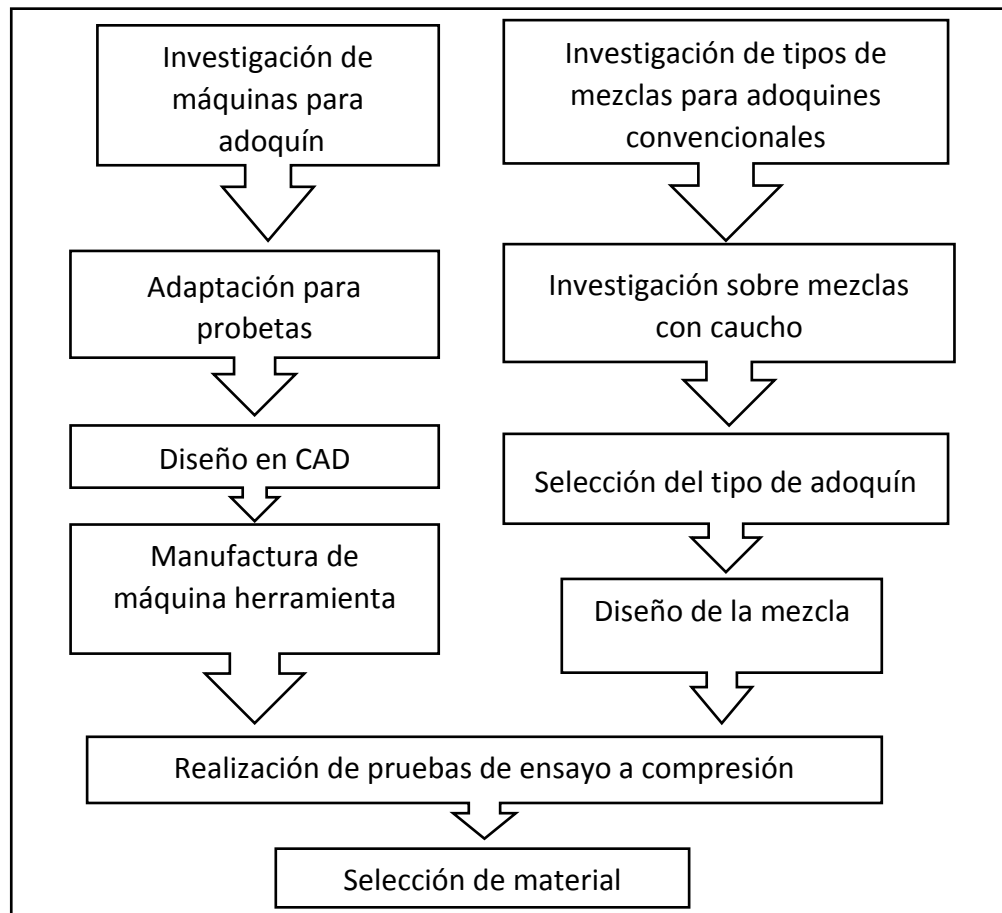 Investigación de
máquinas para
adoquín
Investigación de tipos de
mezclas para adoquines
convencionales
Adaptación para
probetas
Investigación sobre mezclas
con caucho
Diseño en CAD
Selección del tipo de adoquín
Manufactura de
máquina herramienta
Diseño de la mezcla
Realización de pruebas de ensayo a compresión
Selección de material